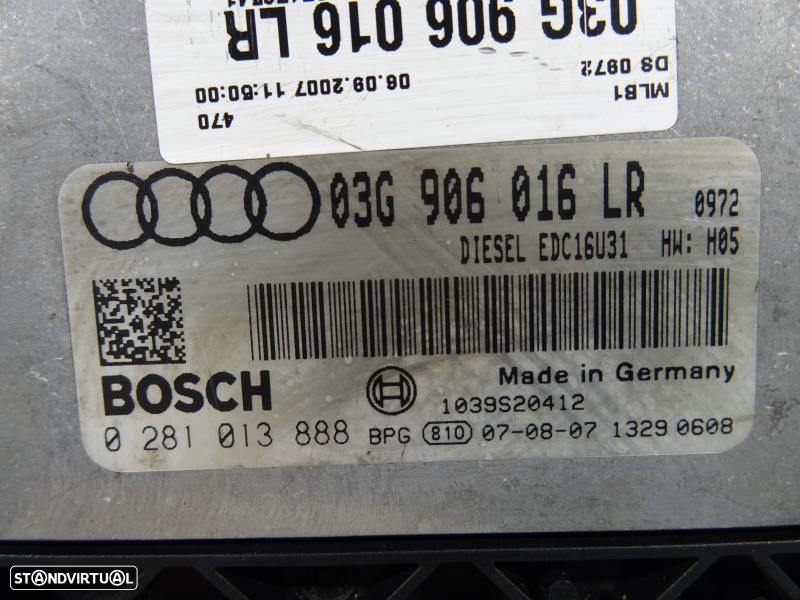 03G 906 016 LR
DS 0972
MLB1
06.09.2007 11:50:00
470
03G 906 016 LR 0972
DIESEL EDC16U31 HW: H05
BOSCH
Made in Germany
1039S20412
0 281 013 888 BPG 810 07-08-07 1329 0608
STANDVIRTUAL